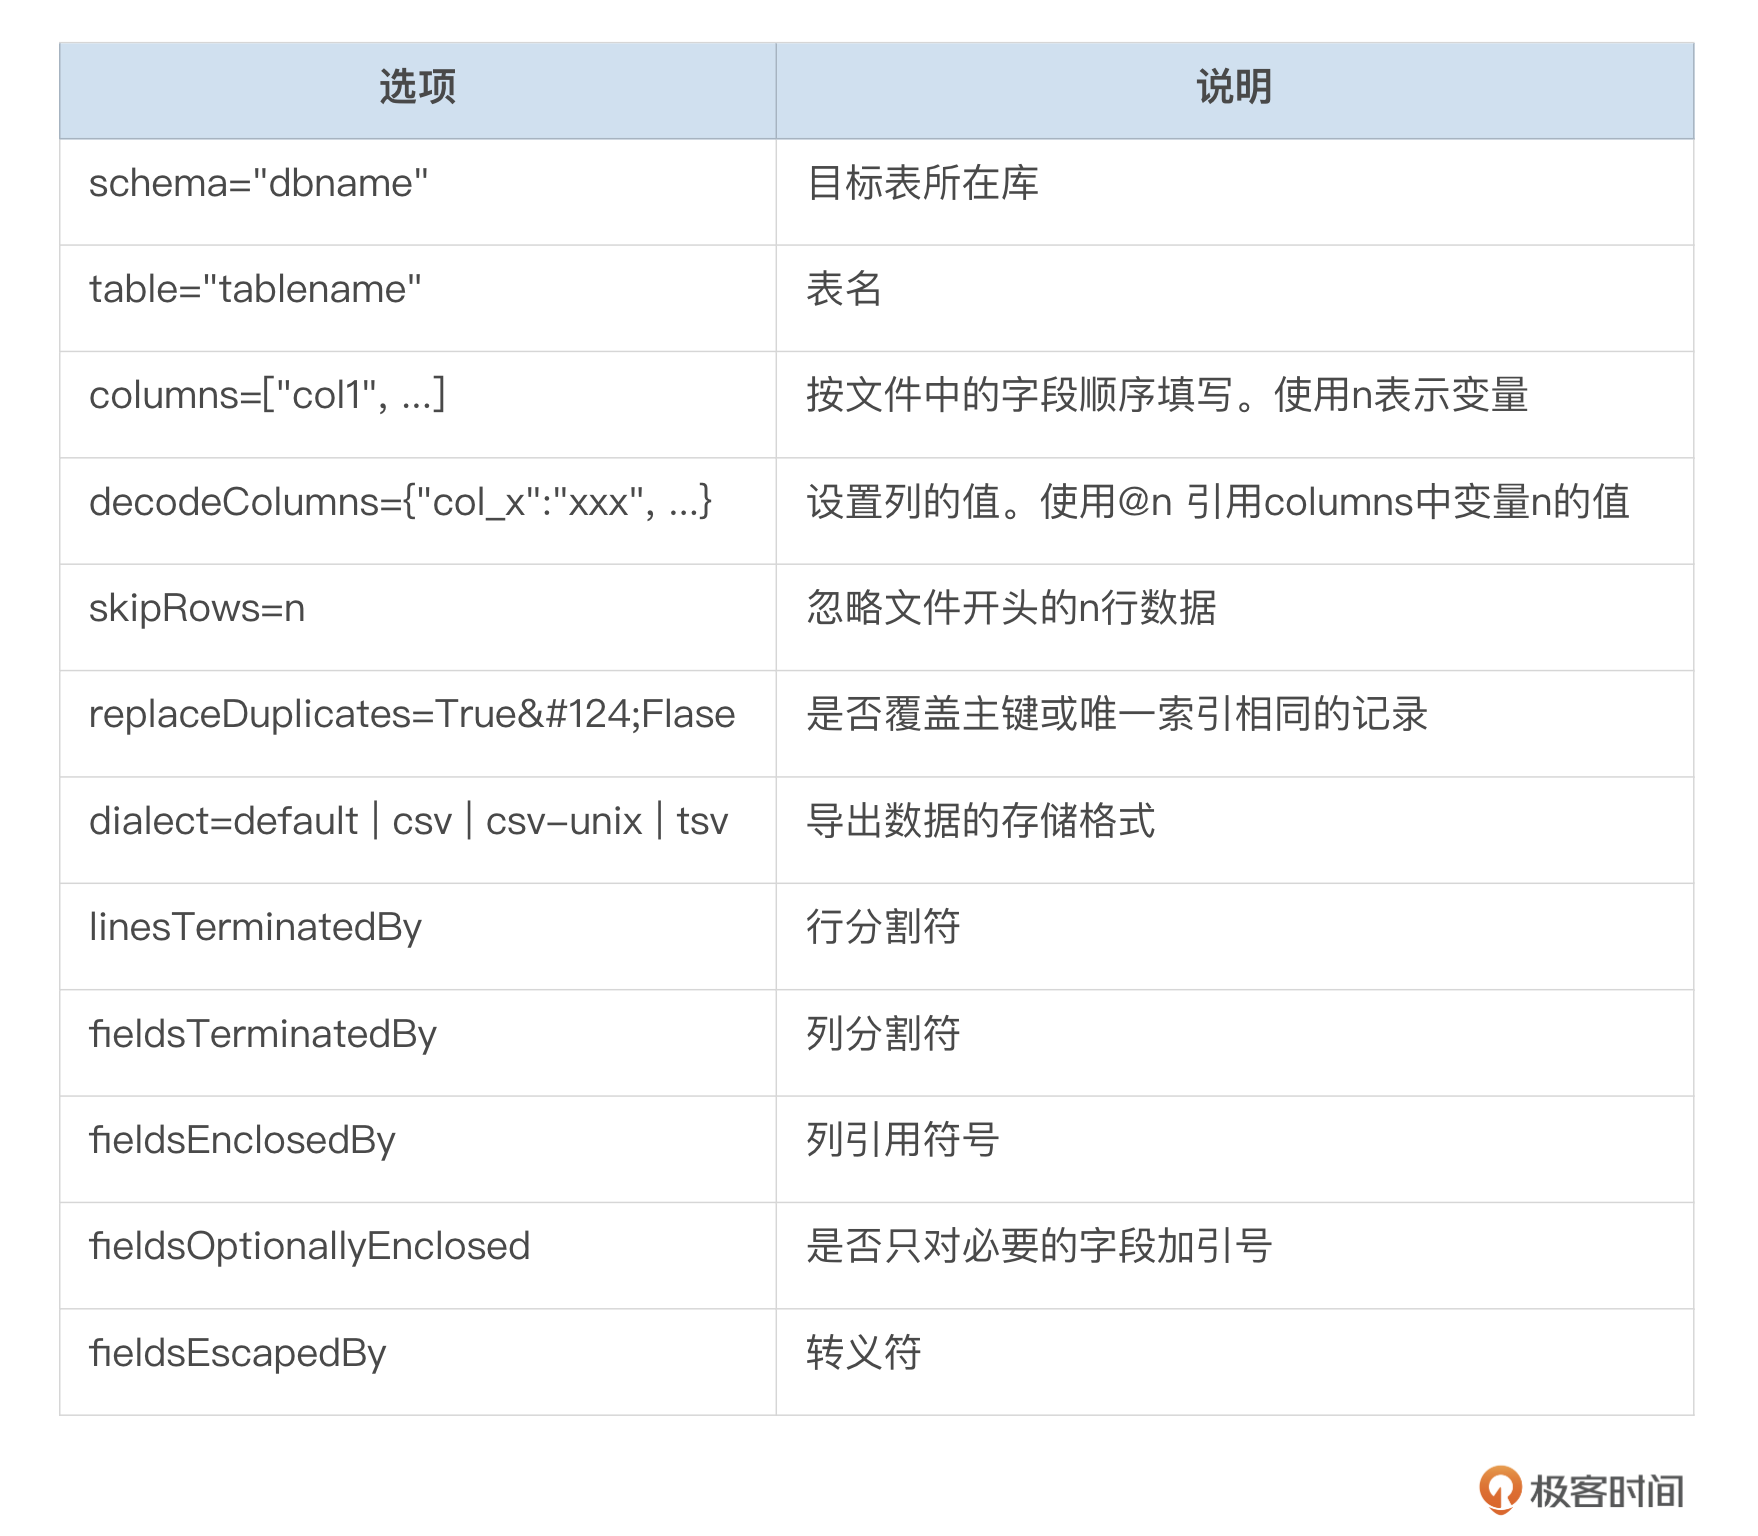 选项 说明
schema="dbname" 目标表所在库
table="tablename" 表名
columns=["col1", ...] 按文件中的字段顺序填写。使用n表示变量
decodeColumns={"col_x":"xxx", ...} 设置列的值。使用@n 引用columns中变量n的值
skipRows=n 忽略文件开头的n行数据
replaceDuplicates=True&#124;Flase 是否覆盖主键或唯一索引相同的记录
dialect=default | csv | csv-unix | tsv 导出数据的存储格式
linesTerminatedBy 行分割符
fieldsTerminatedBy 列分割符
fieldsEnclosedBy 列引用符号
fieldsOptionallyEnclosed 是否只对必要的字段加引号
fieldsEscapedBy 转义符
极客时间